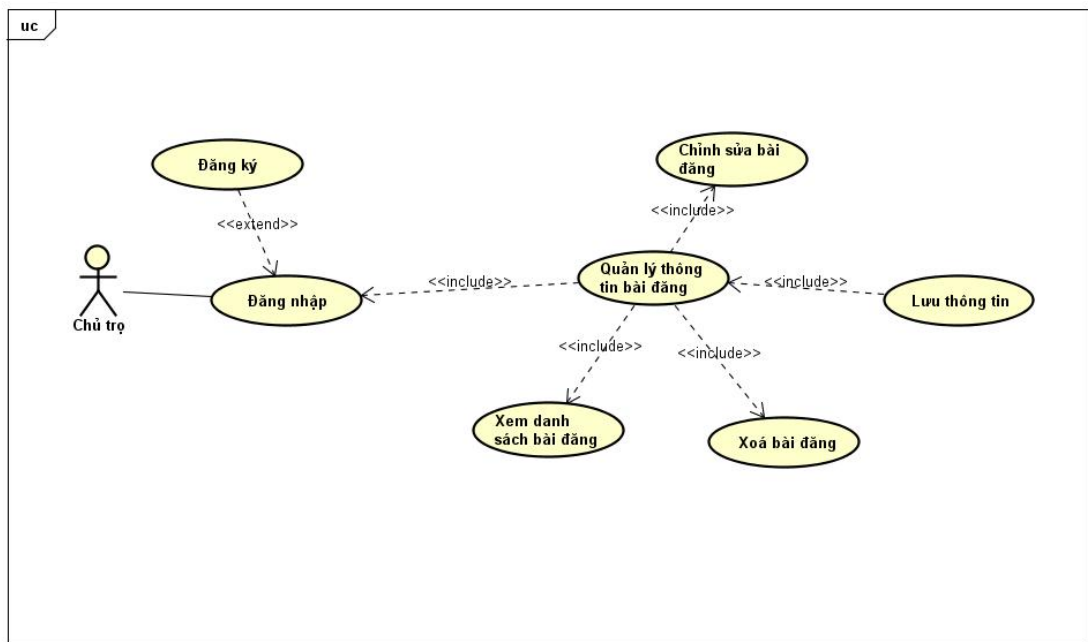 uc
Đăng ký
Chỉnh sửa bài
đăng
<<extend>>
<<include>>
Chủ trọ
Đăng nhập
<<include>>
Quản lý thông
tin bài đăng
<<include>>
Lưu thông tin
<<include>>
<<include>>
Xem danh
sách bài đăng
Xoá bài đăng